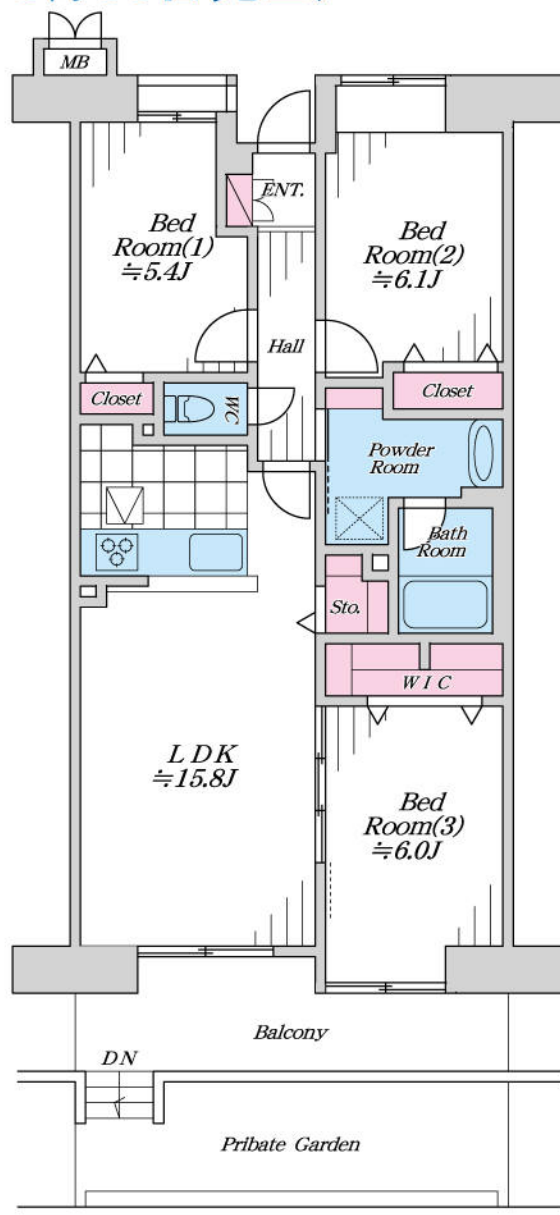 MB
ENT.
Bed
Room(1)
≒5.4J
Bed
Room(2)
≒6.1J
Hall
Closet
WC
Closet
Powder
Room
Bath
Room
Sto.
WIC
LDK
≒15.8J
Bed
Room(3)
≒6.0J
Balcony
DN
Pribate Garden